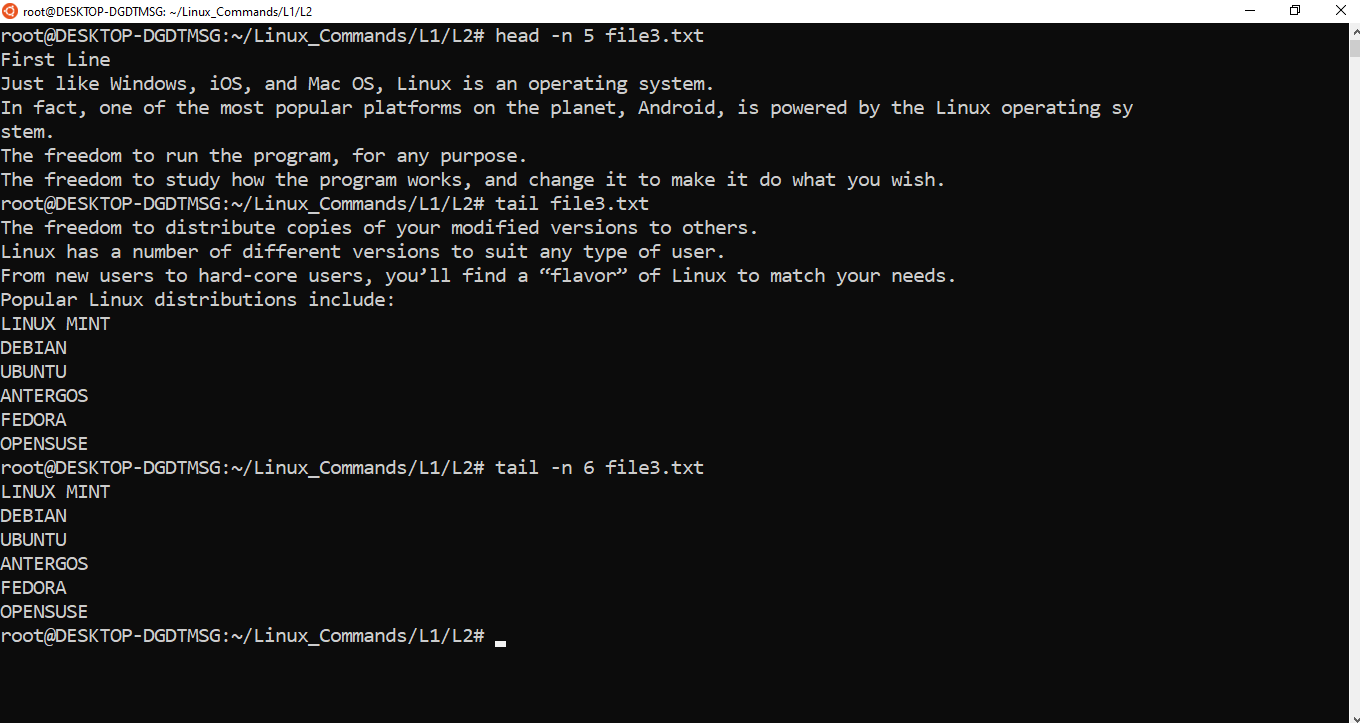 root@DESKTOP-DGDTMSG: ~/Linux_Commands/L1/L2
root@DESKTOP-DGDTMSG:~/Linux_Commands/L1/L2# head -n 5 file3.txt
First Line
Just like Windows, iOS, and Mac OS, Linux is an operating system.
In fact, one of the most popular platforms on the planet, Android, is powered by the Linux operating sy
stem.
The freedom to run the program, for any purpose.
The freedom to study how the program works, and change it to make it do what you wish.
root@DESKTOP-DGDTMSG:~/Linux_Commands/L1/L2# tail file3.txt
The freedom to distribute copies of your modified versions to others.
Linux has a number of different versions to suit any type of user.
From new users to hard-core users, you’ll find a “flavor” of Linux to match your needs.
Popular Linux distributions include:
LINUX MINT
DEBIAN
UBUNTU
ANTERGOS
FEDORA
OPENSUSE
root@DESKTOP-DGDTMSG:~/Linux_Commands/L1/L2# tail -n 6 file3.txt
LINUX MINT
DEBIAN
UBUNTU
ANTERGOS
FEDORA
OPENSUSE
root@DESKTOP-DGDTMSG:~/Linux_Commands/L1/L2#